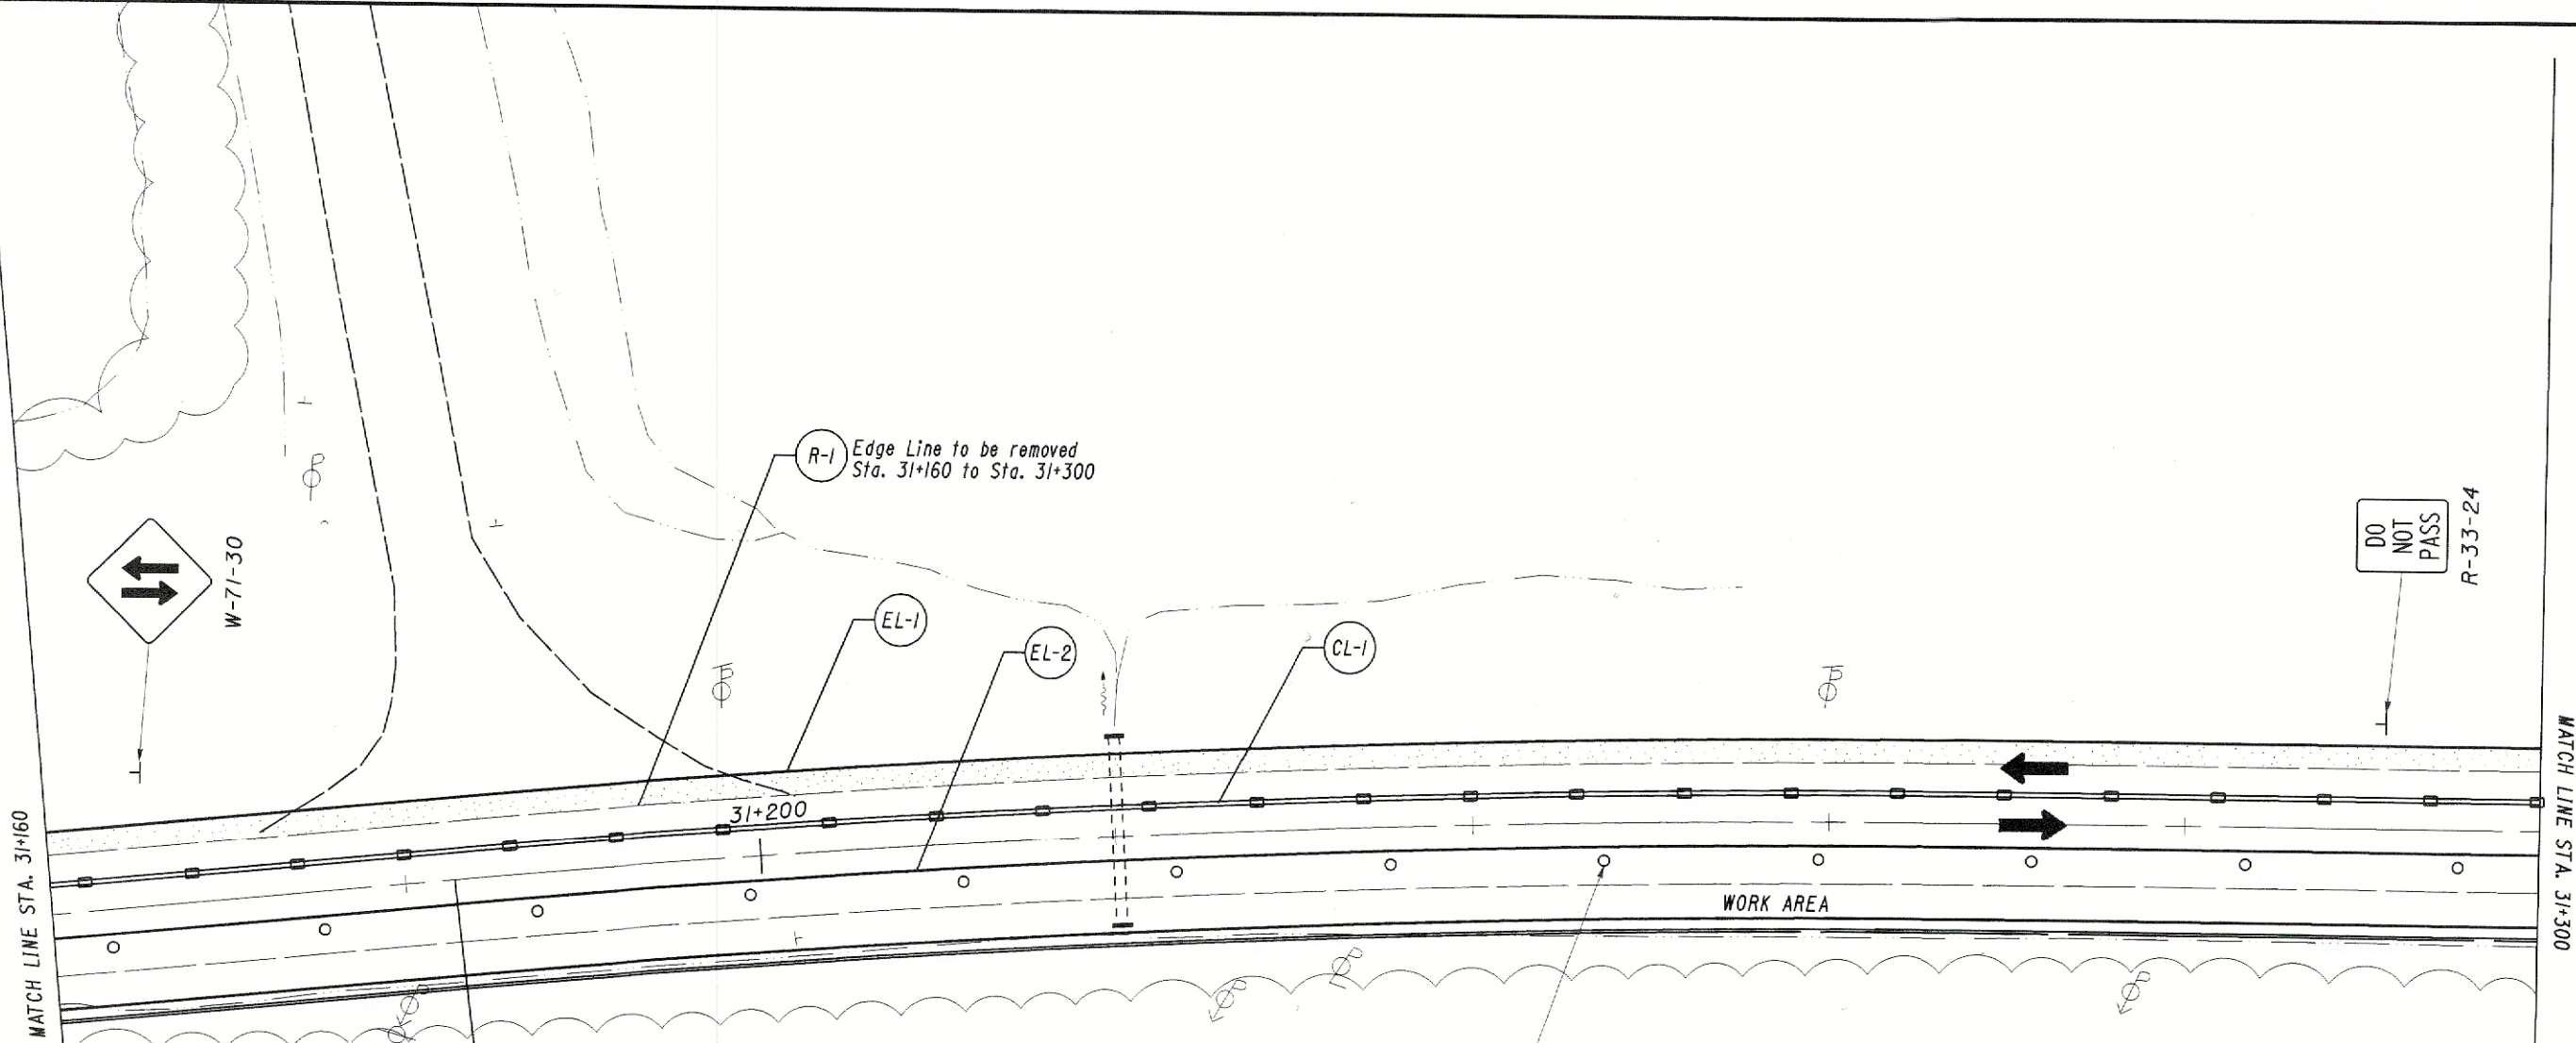 R-1
Edge Line to be removed
Sta. 31+160 to Sta. 31+300
DO
NOT
PASS
R-33-24
W-71-30
EL-1
EL-2
CL-1
31+200
WORK AREA
MATCH LINE STA. 31+160
MATCH LINE STA. 31+300